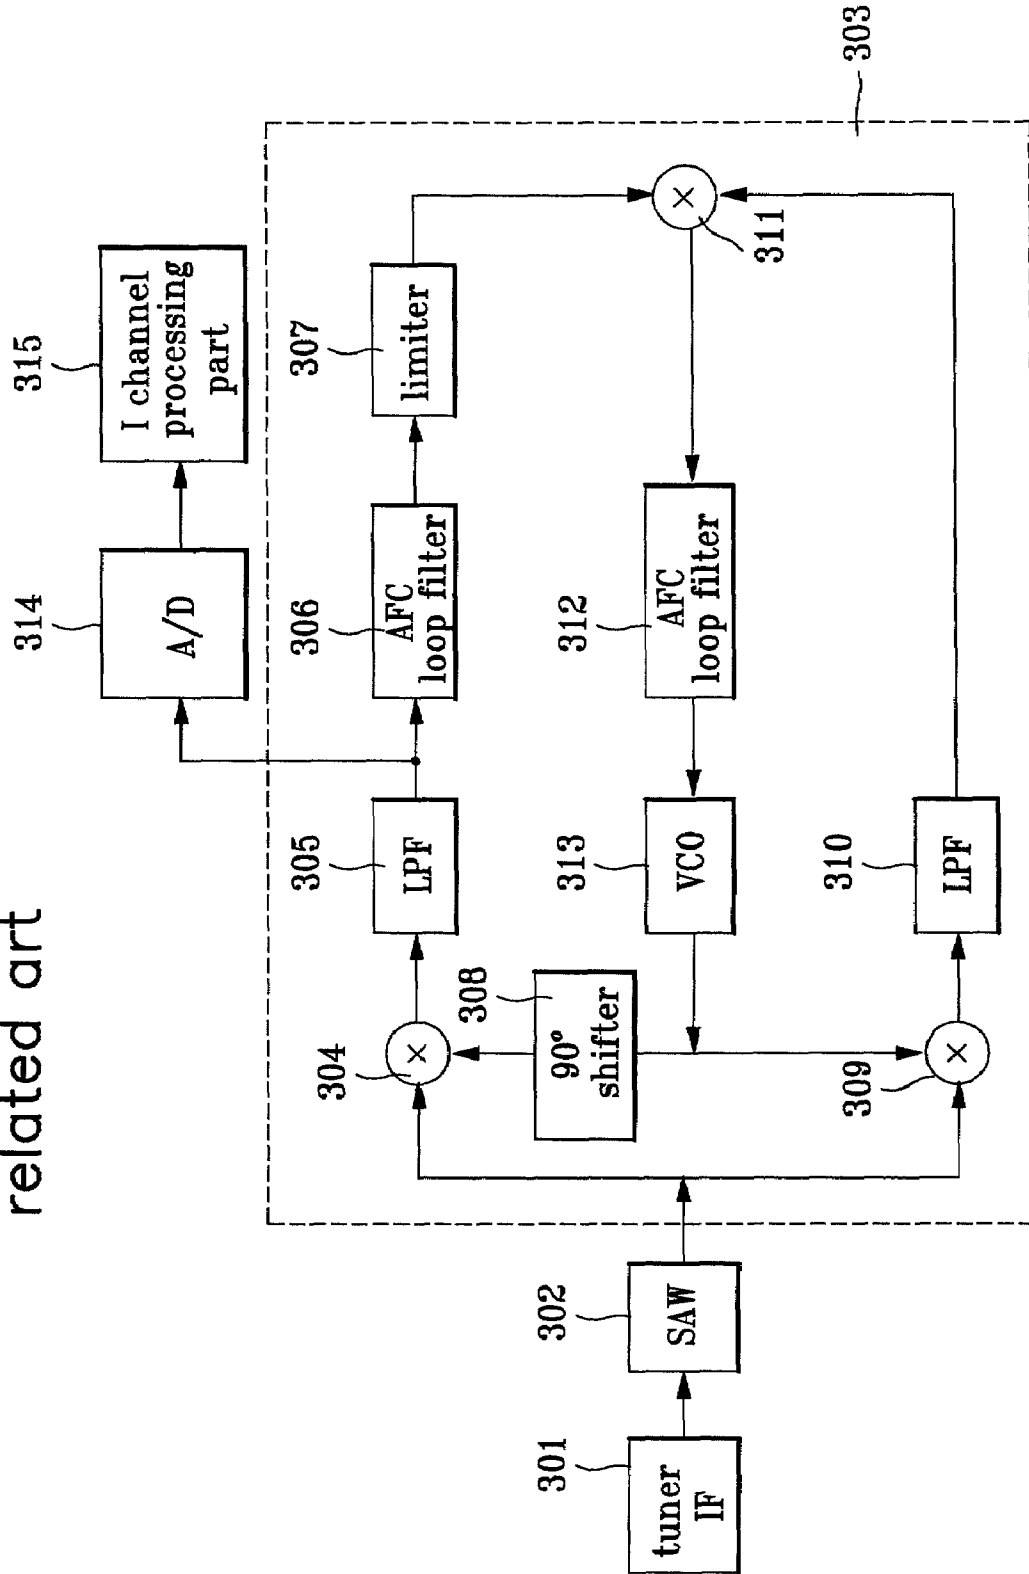 related art
315
I channel
processing
part
314
A/D
303
307
limiter
306
AFC
loop filter
305
LPF
304
×
308
90°
shifter
×
311
312
AFC
loop filter
313
VCO
310
LPF
309
×
302
SAW
301
tuner
IF